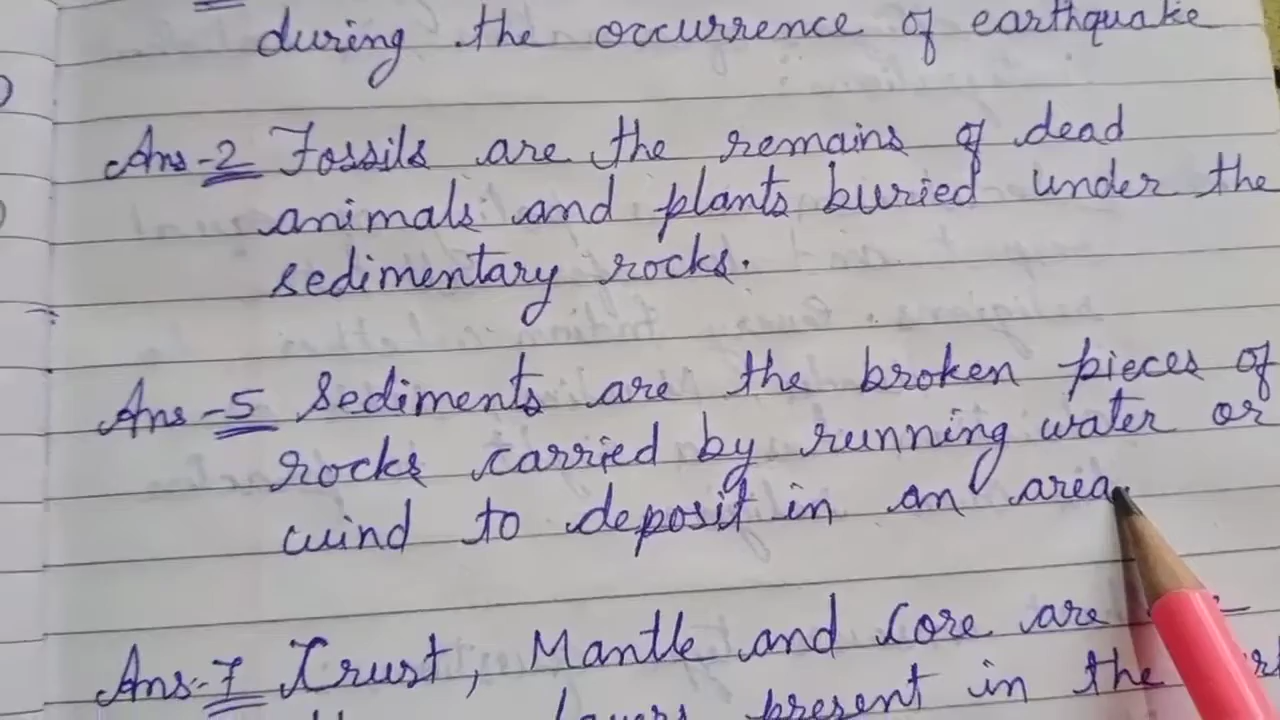 during the occurrence of earthquake
Ans-2 Fossils are the remains of dead
animals and plants buried under the
sedimentary rocks.
Ans-5 Sediments are the broken pieces of
rocks carried by running water or
wind to deposit in an area.
Ans-7 Crust, Mantle and Core are
layers present in the